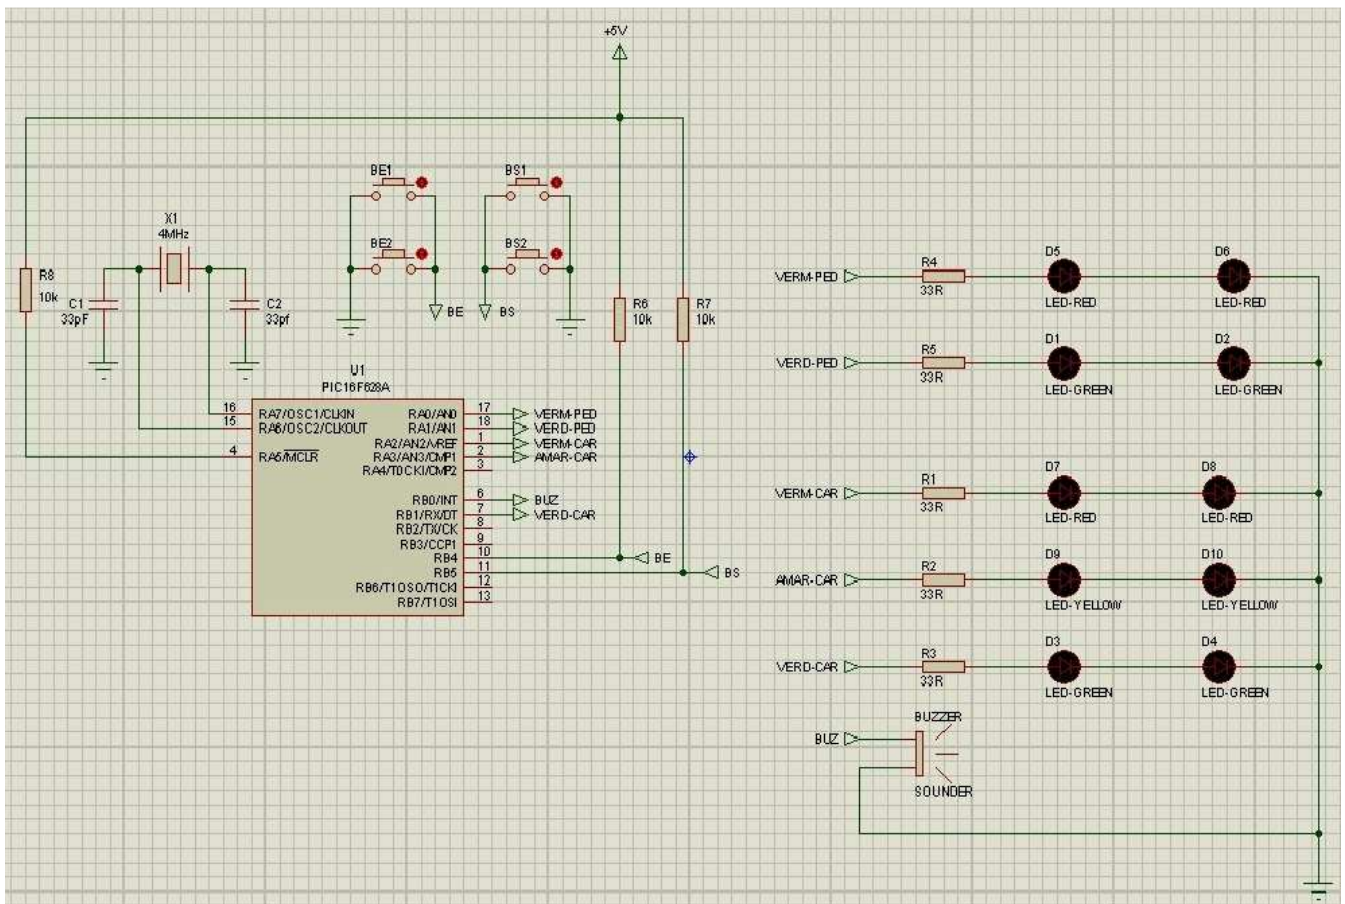 +5V
BE1
BS1
X1
4MHz
BE2
BS2
R8
10k
C1
33pF
C2
33pf
BE
BS
R6
10k
R7
10k
U1
PIC16F628A
16
RA7/OSC1/CLKIN
15
RA6/OSC2/CLKOUT
4
RA5/MCLR
RA0/AN0
17
VERM-PED
RA1/AN1
18
VERD-PED
RA2/AN2/VREF
1
VERM-CAR
RA3/AN3/CMP1
2
AMAR-CAR
RA4/T0CKI/CMP2
3
RB0/INT
6
BUZ
RB1/RX/DT
7
VERD-CAR
RB2/TX/CK
8
RB3/CCP1
9
RB4
10
BE
RB5
11
BS
RB6/T1OSO/T1CKI
12
RB7/T1OSI
13
VERM-PED
R4
33R
D5
LED-RED
D6
LED-RED
VERD-PED
R5
33R
D1
LED-GREEN
D2
LED-GREEN
VERM-CAR
R1
33R
D7
LED-RED
D8
LED-RED
AMAR-CAR
R2
33R
D9
LED-YELLOW
D10
LED-YELLOW
VERD-CAR
R3
33R
D3
LED-GREEN
D4
LED-GREEN
BUZZER
BUZ
SOUNDER